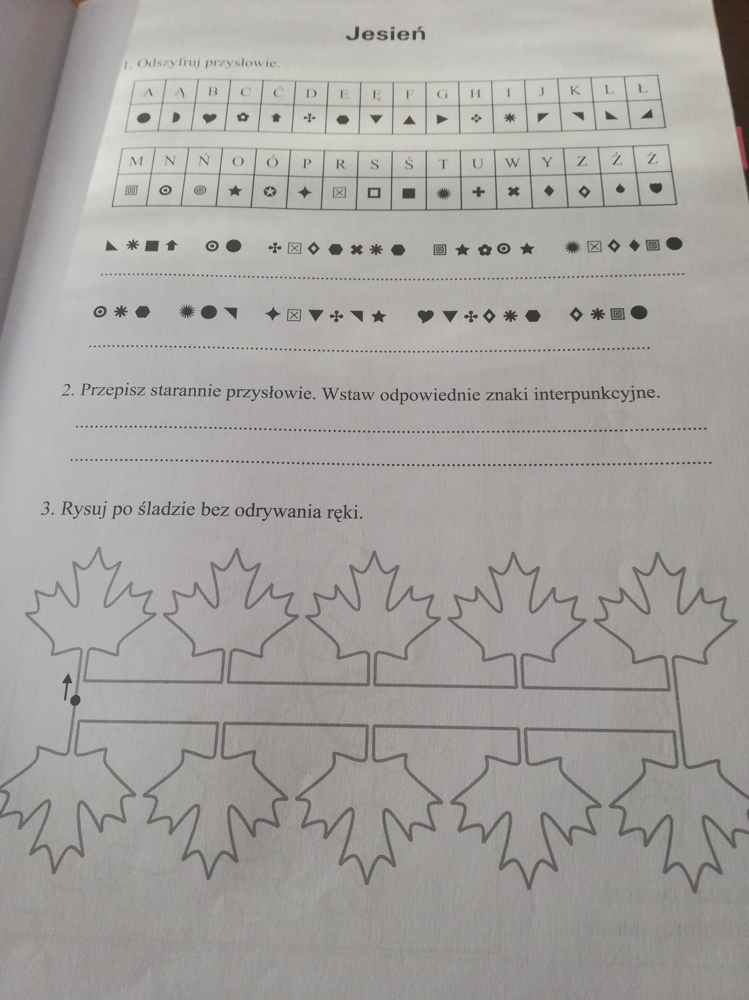 Jesień
1. Odszyfruj przysłowie.
A Ą B C Ć D E Ę F G H I J K L Ł
M N Ń O Ó P R S Ś T U W Y Z Ź Ż
2. Przepisz starannie przysłowie. Wstaw odpowiednie znaki interpunkcyjne.
3. Rysuj po śladzie bez odrywania ręki.